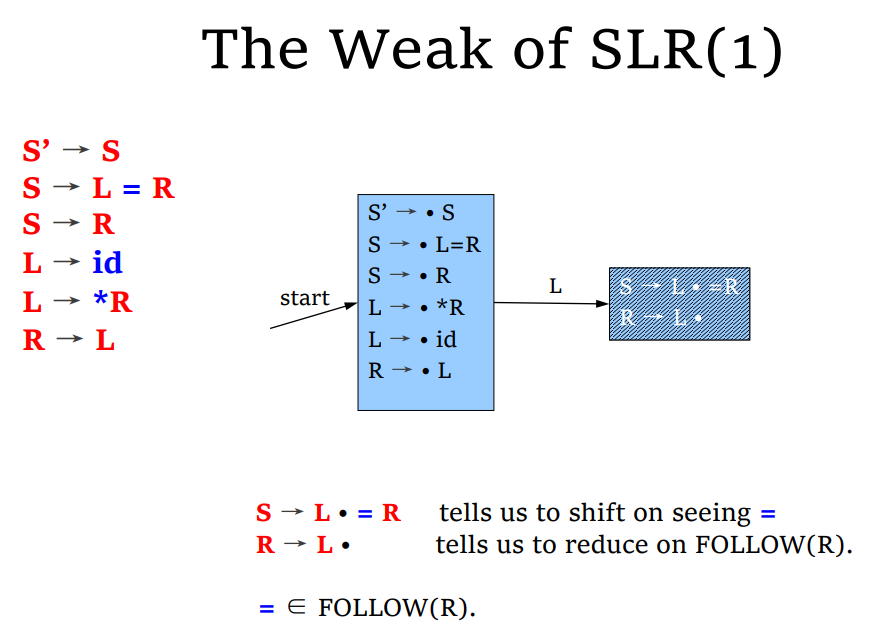 The Weak of SLR(1)
S’ → S
S → L = R
S → R
L → id
L → *R
R → L
start
S’ → • S
S → • L=R
S → • R
L → • *R
L → • id
R → • L
L
S → L • =R
R → L •
S → L • = R tells us to shift on seeing =
R → L • tells us to reduce on FOLLOW(R).
= ∈ FOLLOW(R).